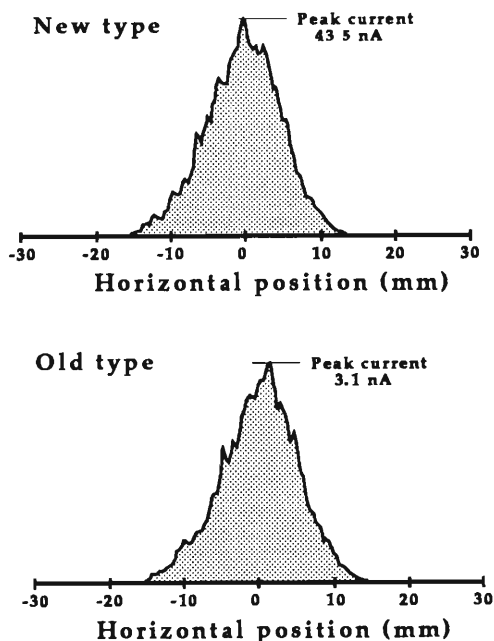 New type
Peak current
43 5 nA
-30 -20 -10 0 10 20 30
Horizontal position (mm)
Old type
Peak current
3.1 nA
-30 -20 -10 0 10 20 30
Horizontal position (mm)